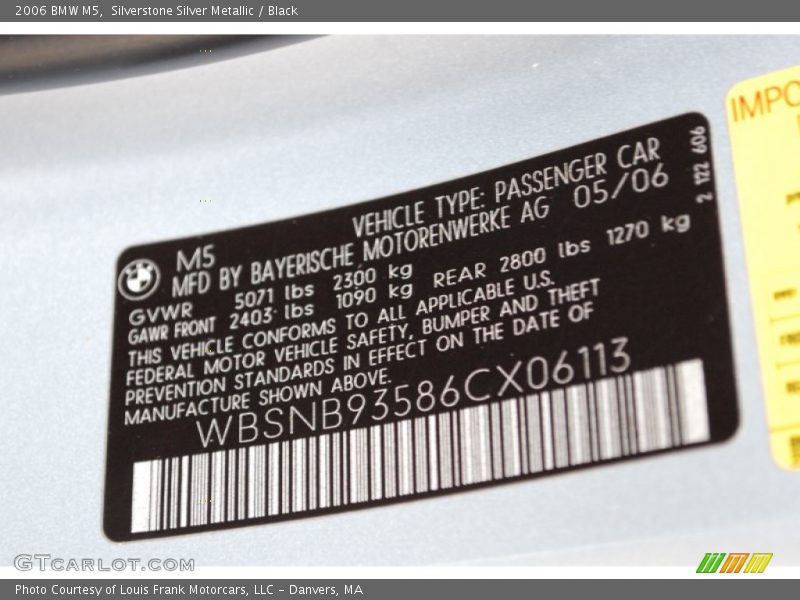 2006 BMW M5, Silverstone Silver Metallic / Black
IMPO
2 122 606
M5
VEHICLE TYPE: PASSENGER CAR
MFD BY BAYERISCHE MOTORENWERKE AG 05/06
GVWR 5071 lbs 2300 kg
GAWR FRONT 2403 lbs 1090 kg REAR 2800 lbs 1270 kg
THIS VEHICLE CONFORMS TO ALL APPLICABLE U.S.
FEDERAL MOTOR VEHICLE SAFETY, BUMPER AND THEFT
PREVENTION STANDARDS IN EFFECT ON THE DATE OF
MANUFACTURE SHOWN ABOVE.
WBSNB93586CX06113
GTCARLOT.COM
Photo Courtesy of Louis Frank Motorcars, LLC - Danvers, MA